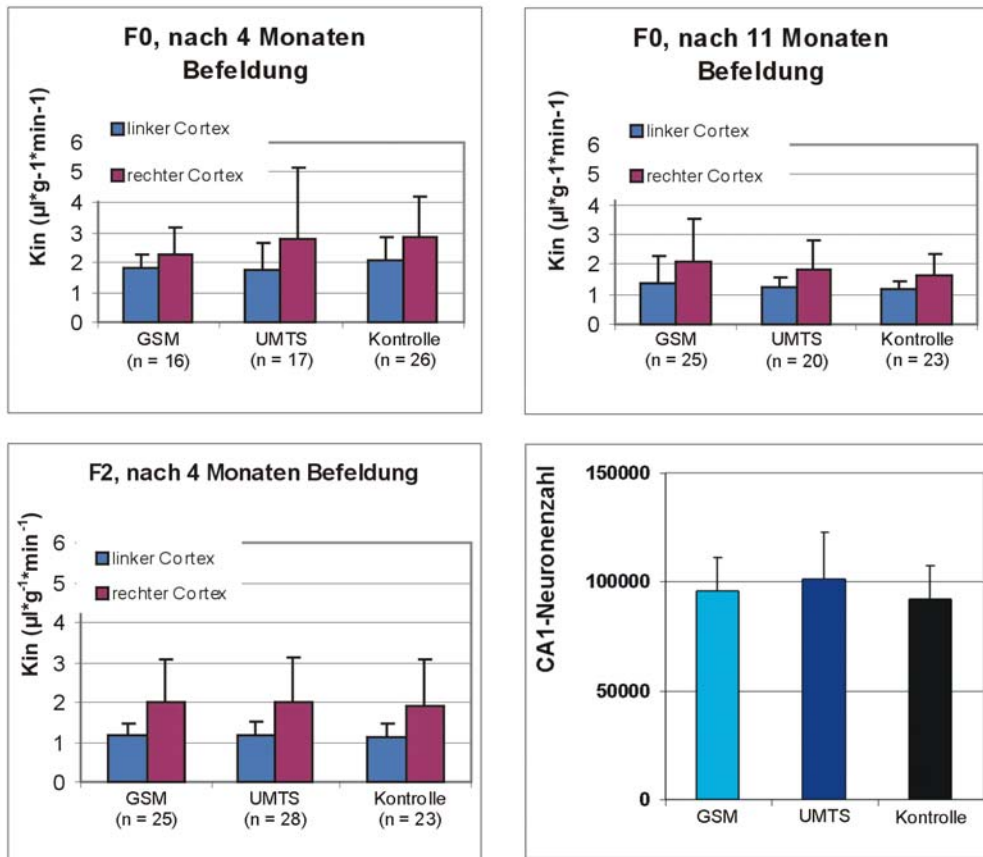 F0, nach 4 Monaten
Befeldung
Kin (µl*g-1*min-1)
linker Cortex
rechter Cortex
6
5
4
3
2
1
0
GSM
(n = 16)
UMTS
(n = 17)
Kontrolle
(n = 26)
F0, nach 11 Monaten
Befeldung
Kin (µl*g-1*min-1)
linker Cortex
rechter Cortex
6
5
4
3
2
1
0
GSM
(n = 25)
UMTS
(n = 20)
Kontrolle
(n = 23)
F2, nach 4 Monaten Befeldung
Kin (µl*g⁻¹*min⁻¹)
linker Cortex
rechter Cortex
6
5
4
3
2
1
0
GSM
(n = 25)
UMTS
(n = 28)
Kontrolle
(n = 23)
CA1-Neuronenzahl
150000
100000
50000
0
GSM
UMTS
Kontrolle